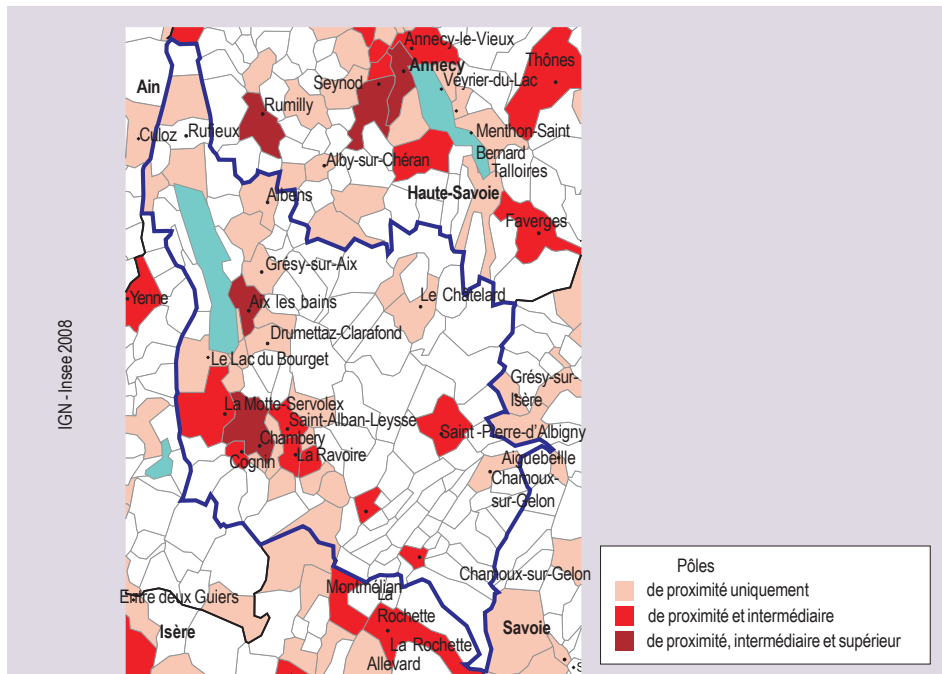 Annecy-le-Vieux
Annecy
Thônes
Seynod
Veyrier-du-Lac
Ain
Rumilly
Culoz
Rufieux
Menthon-Saint
Bernard
Talloires
Alby-sur-Chéran
Haute-Savoie
Albens
Faverges
Grésy-sur-Aix
Yenne
Aix les bains
Le Châtelard
Drumettaz-Clarafond
Le Lac du Bourget
IGN - Insee 2008
Grésy-sur-
Isère
La Motte-Servolex
Saint-Alban-Leysse
Chambery
Saint -Pierre-d'Albigny
Cognin
La Ravoire
Aiguebelle
Chamoux-
sur-Gelon
Chamoux-sur-Gelon
Montmélian
La
Rochette
Entre deux Guiers
Isère
La Rochette
Allevard
Savoie
Pôles
de proximité uniquement
de proximité et intermédiaire
de proximité, intermédiaire et supérieur